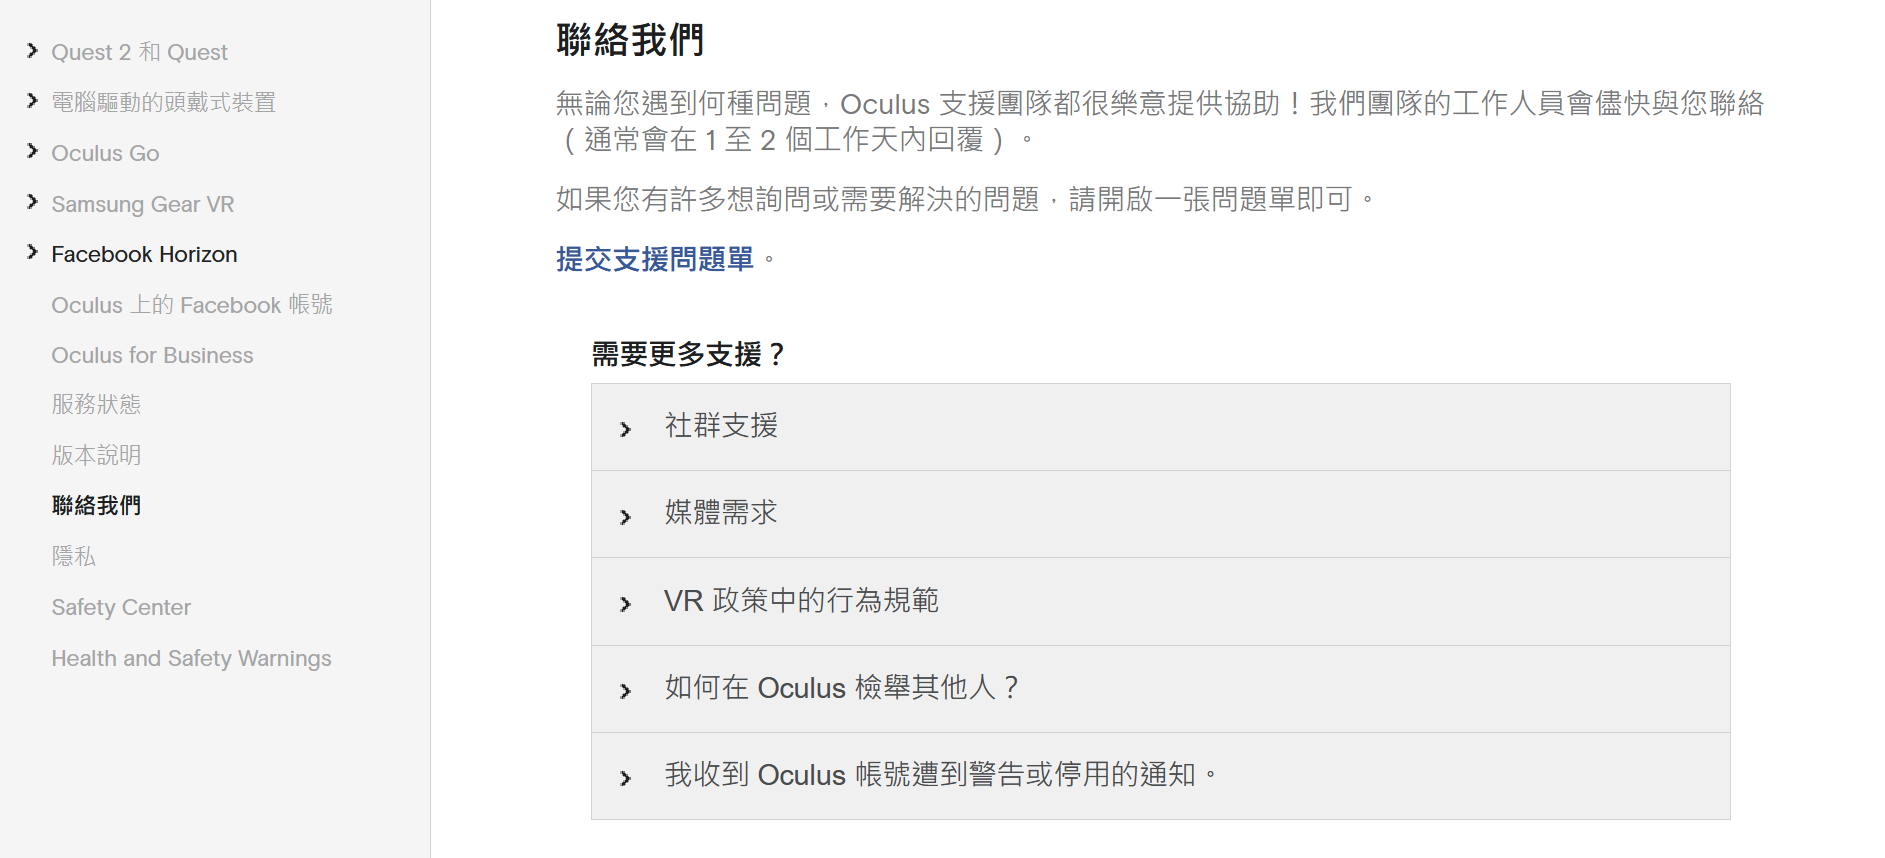 Quest 2 和 Quest
電腦驅動的頭戴式裝置
Oculus Go
Samsung Gear VR
Facebook Horizon
Oculus 上的 Facebook 帳號
Oculus for Business
服務狀態
版本說明
聯絡我們
隱私
Safety Center
Health and Safety Warnings
聯絡我們
無論您遇到何種問題，Oculus 支援團隊都很樂意提供協助！我們團隊的工作人員會儘快與您聯絡
（通常會在 1 至 2 個工作天內回覆）。
如果您有許多想詢問或需要解決的問題，請開啟一張問題單即可。
提交支援問題單。
需要更多支援？
社群支援
媒體需求
VR 政策中的行為規範
如何在 Oculus 檢舉其他人？
我收到 Oculus 帳號遭到警告或停用的通知。